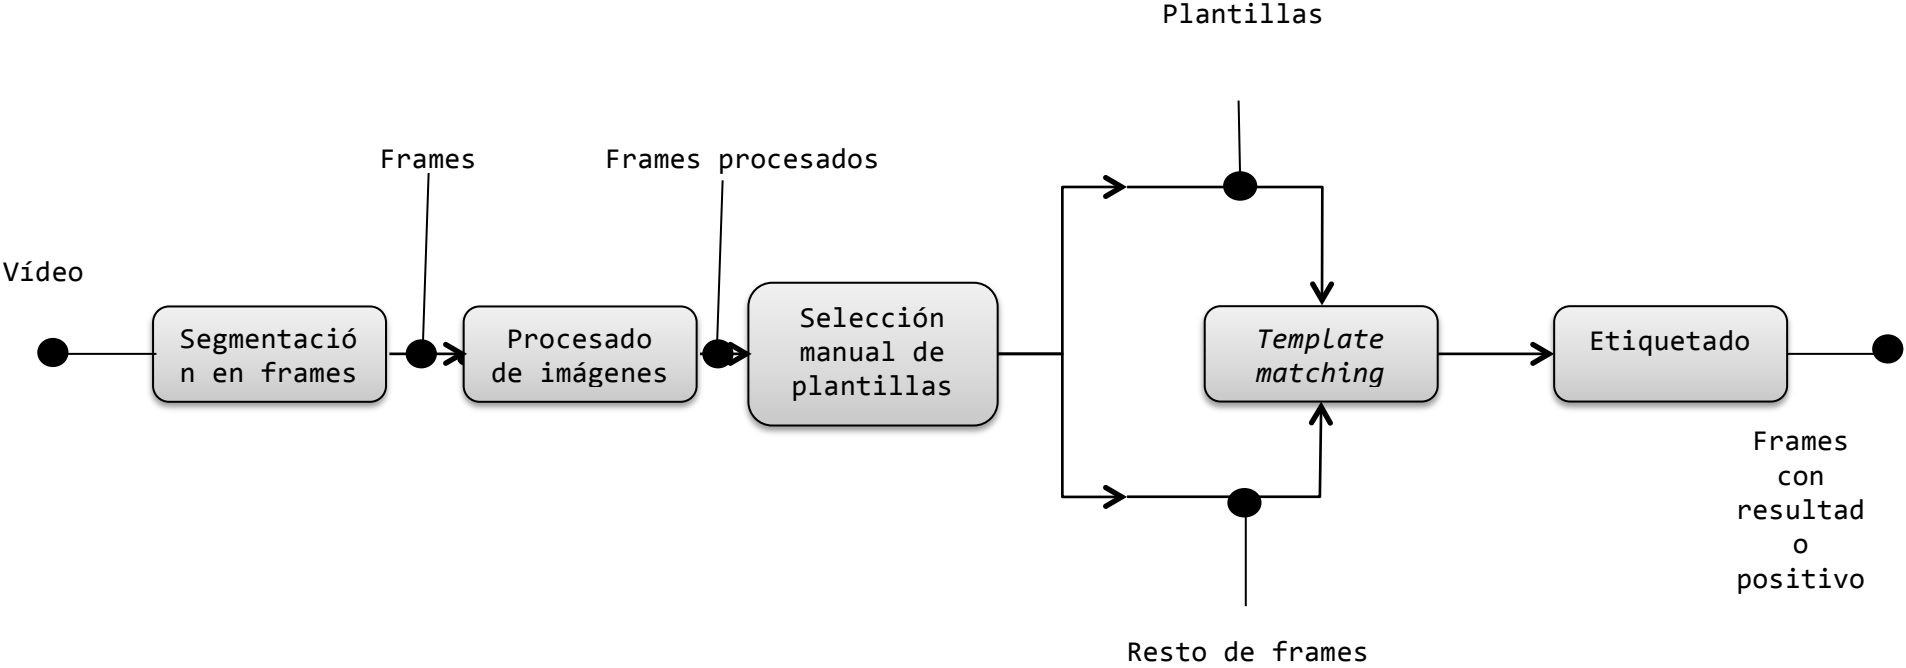 Plantillas
Frames
Frames procesados
Vídeo
Segmentació
n en frames
Procesado
de imágenes
Selección
manual de
plantillas
Template
matching
Etiquetado
Frames
con
resultad
o
positivo
Resto de frames